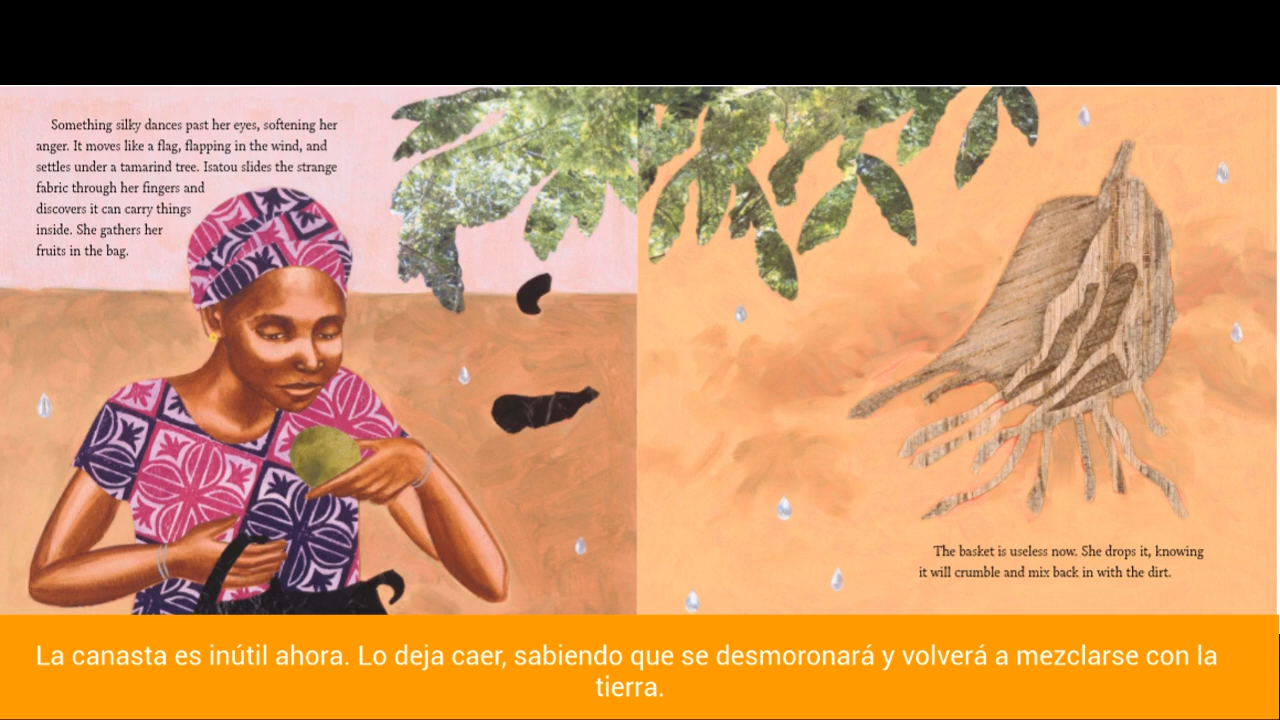 Something silky dances past her eyes, softening her
anger. It moves like a flag, flapping in the wind, and
settles under a tamarind tree. Isatou slides the strange
fabric through her fingers and
discovers it can carry things
inside. She gathers her
fruits in the bag.
The basket is useless now. She drops it, knowing
it will crumble and mix back in with the dirt.
La canasta es inútil ahora. Lo deja caer, sabiendo que se desmoronará y volverá a mezclarse con la
tierra.